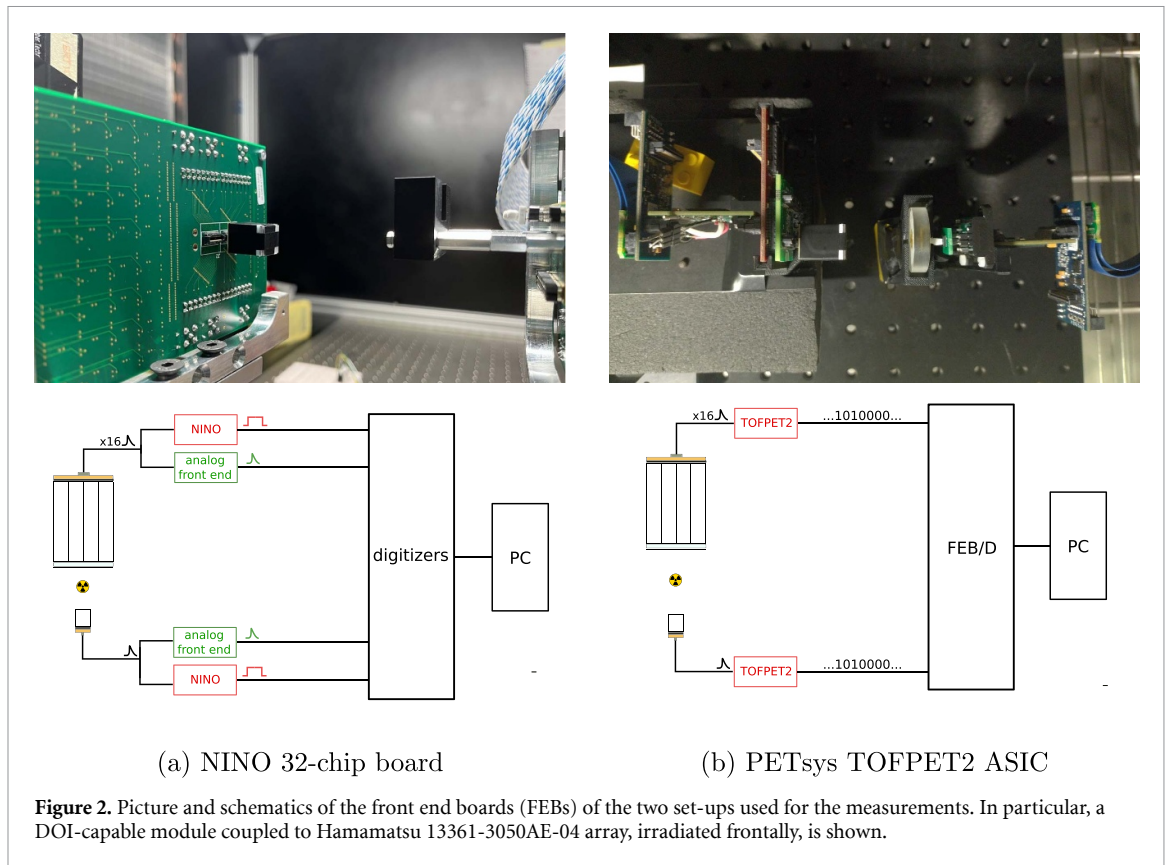 x16
NINO
analog
front end
digitizers
PC
analog
front end
NINO
x16
TOFPET2
...1010000...
FEB/D
PC
TOFPET2
...1010000...
(a) NINO 32-chip board
(b) PETsys TOFPET2 ASIC
Figure 2. Picture and schematics of the front end boards (FEBs) of the two set-ups used for the measurements. In particular, a
DOI-capable module coupled to Hamamatsu 13361-3050AE-04 array, irradiated frontally, is shown.